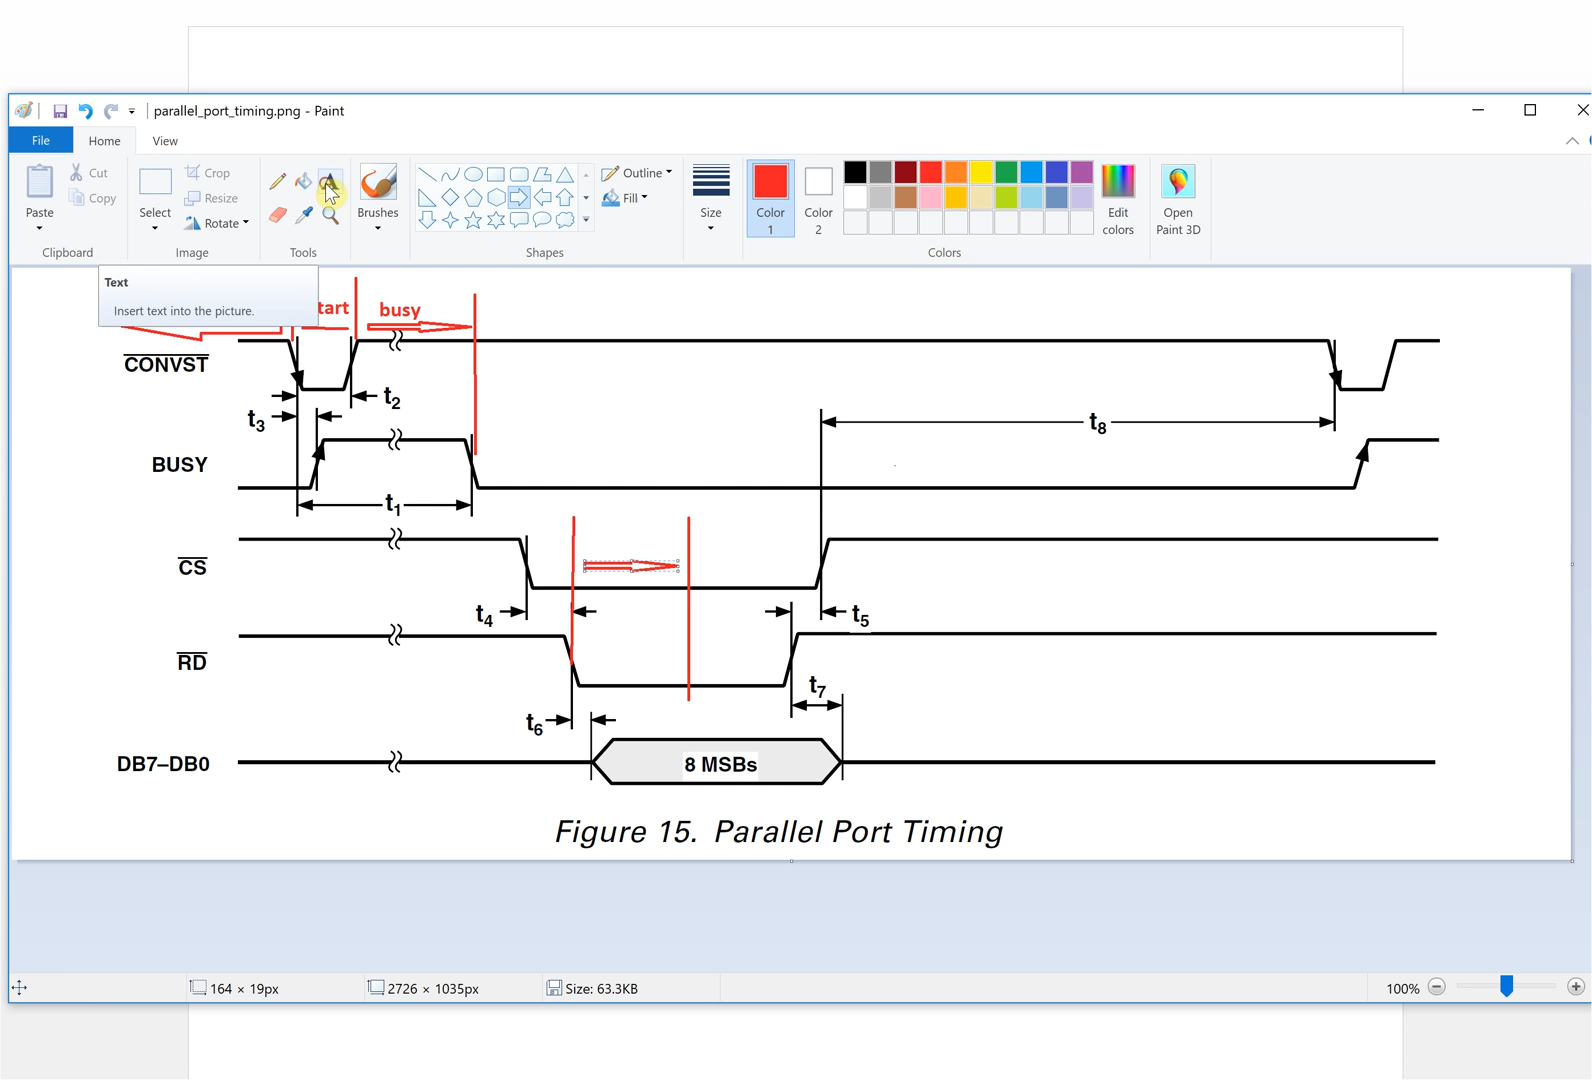 parallel_port_timing.png - Paint
File Home View
Paste
Cut
Copy
Clipboard
Select
Crop
Resize
Rotate
Image
Tools
Brushes
Shapes
Outline
Fill
Size
Color 1
Color 2
Edit colors
Open Paint 3D
Colors
Text
Insert text into the picture.
tart
busy
CONVST
t2
t3
t8
BUSY
t1
CS
t4
t5
RD
t7
t6
DB7–DB0
8 MSBs
Figure 15. Parallel Port Timing
164 × 19px
2726 × 1035px
Size: 63.3KB
100%